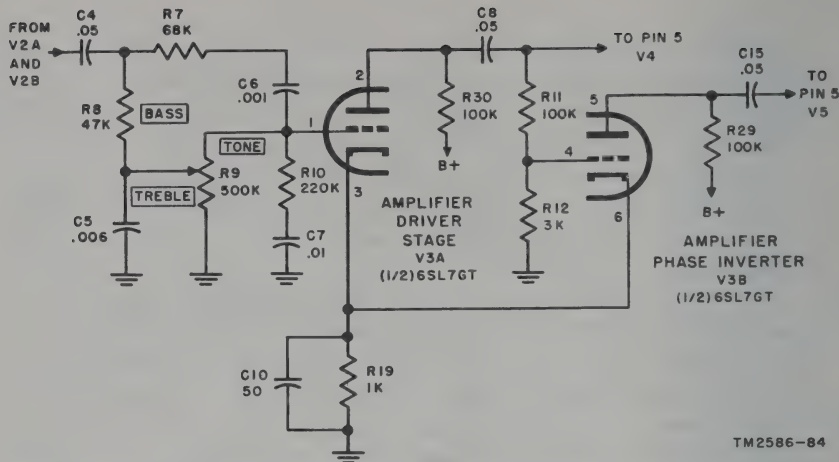 FROM
V2A
AND
V2B
C4
.05
R7
68K
C6
.001
R8
47K
BASS
TONE
TREBLE
R9
500K
R10
220K
C5
.006
C7
.01
1
2
3
AMPLIFIER
DRIVER
STAGE
V3A
(1/2)6SL7GT
C8
.05
R30
100K
B+
R11
100K
R12
3K
TO PIN 5
V4
4
5
6
C15
.05
TO
PIN 5
V5
R29
100K
B+
AMPLIFIER
PHASE INVERTER
V3B
(1/2)6SL7GT
C10
50
R19
1K
TM2586-84